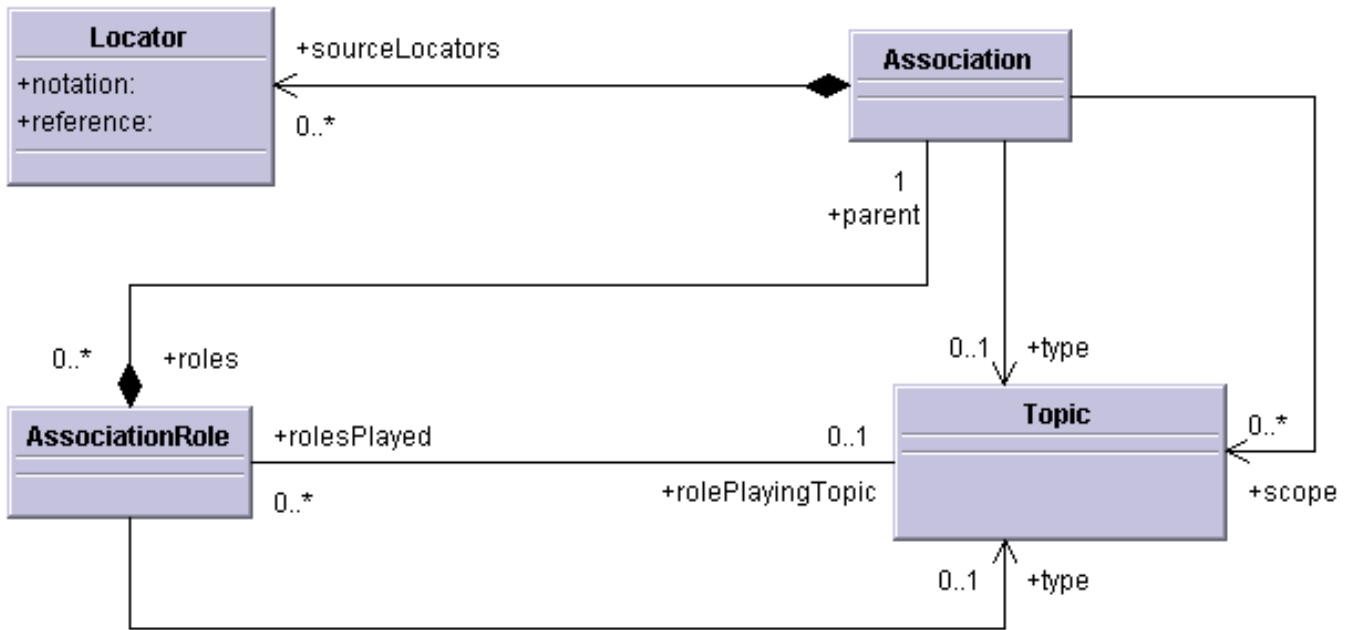 Locator
+notation:
+reference:
+sourceLocators
0..*
Association
1
+parent
0..*
+roles
0..1
+type
AssociationRole
+rolesPlayed
0..*
0..1
+rolePlayingTopic
Topic
0..*
+scope
0..1
+type